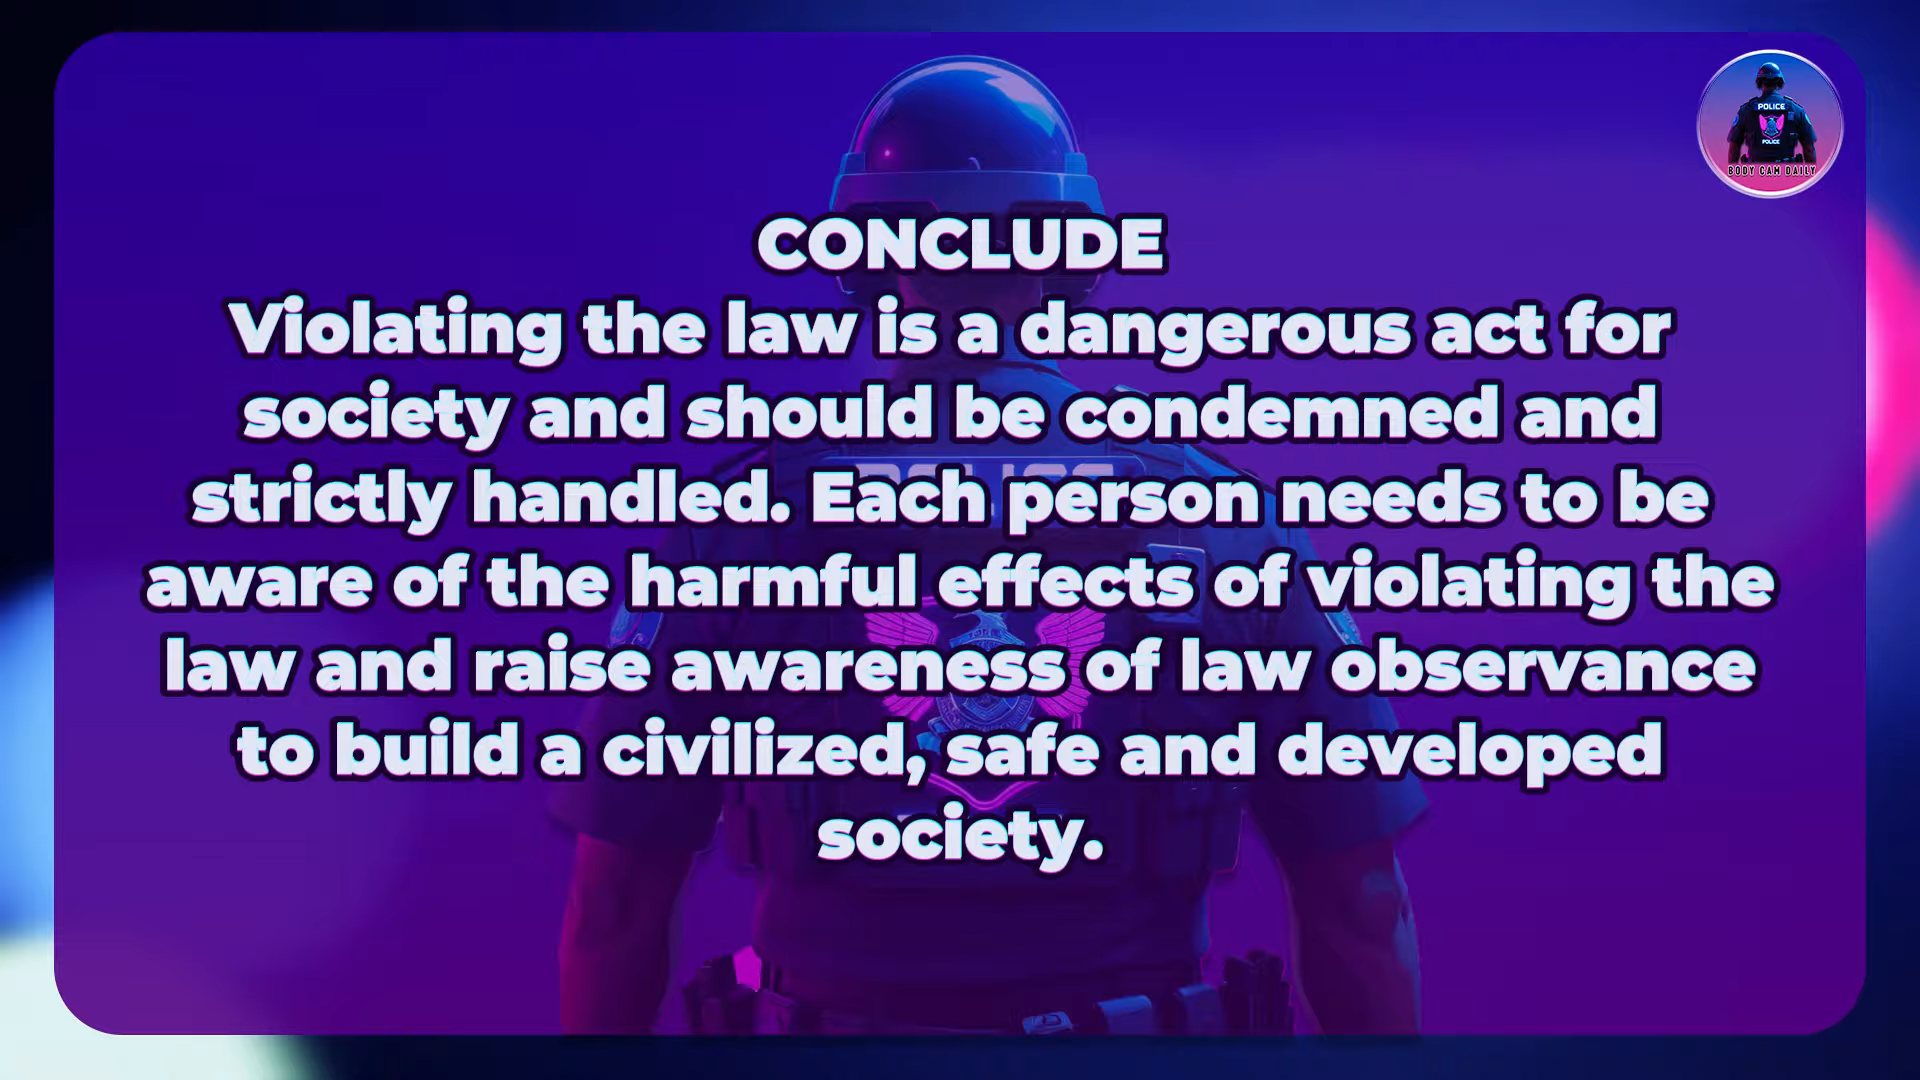 POLICE
POLICE
BODY CAM DAILY
CONCLUDE
Violating the law is a dangerous act for
society and should be condemned and
strictly handled. Each person needs to be
aware of the harmful effects of violating the
law and raise awareness of law observance
to build a civilized, safe and developed
society.